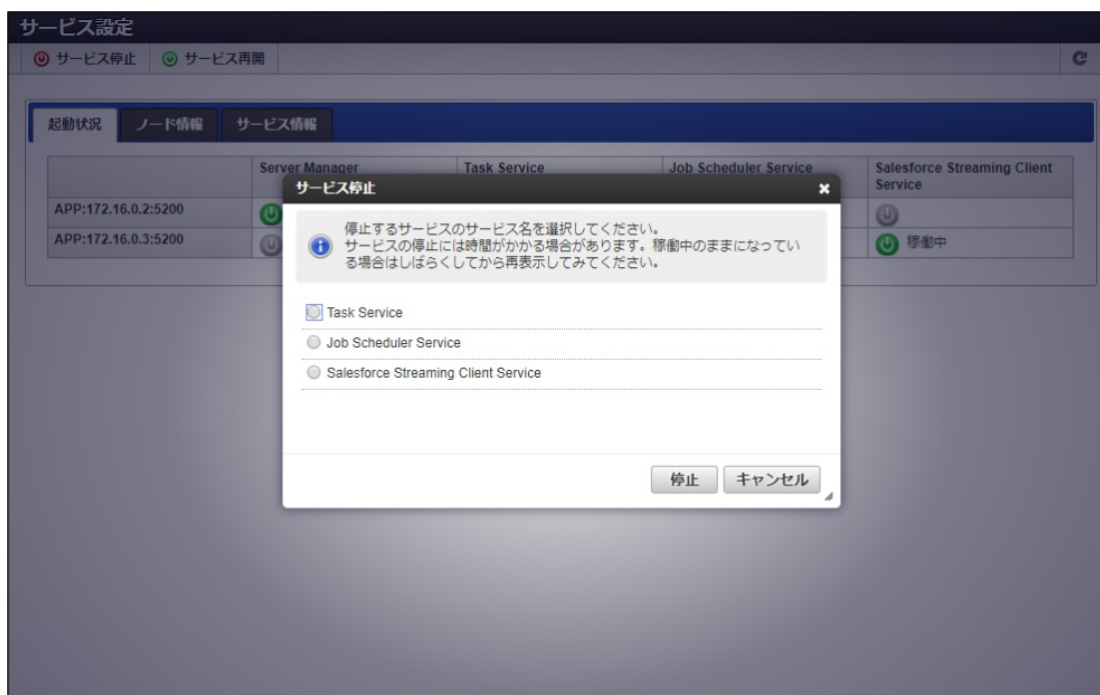 サービス設定
サービス停止 サービス再開
起動状況 ノード情報 サービス情報
Server Manager Task Service Job Scheduler Service Salesforce Streaming Client
Service
APP:172.16.0.2:5200
APP:172.16.0.3:5200 稼働中
サービス停止
停止するサービスのサービス名を選択してください。
サービスの停止には時間がかかる場合があります。稼働中のままになってい
る場合はしばらくしてから再表示してみてください。
Task Service
Job Scheduler Service
Salesforce Streaming Client Service
停止 キャンセル